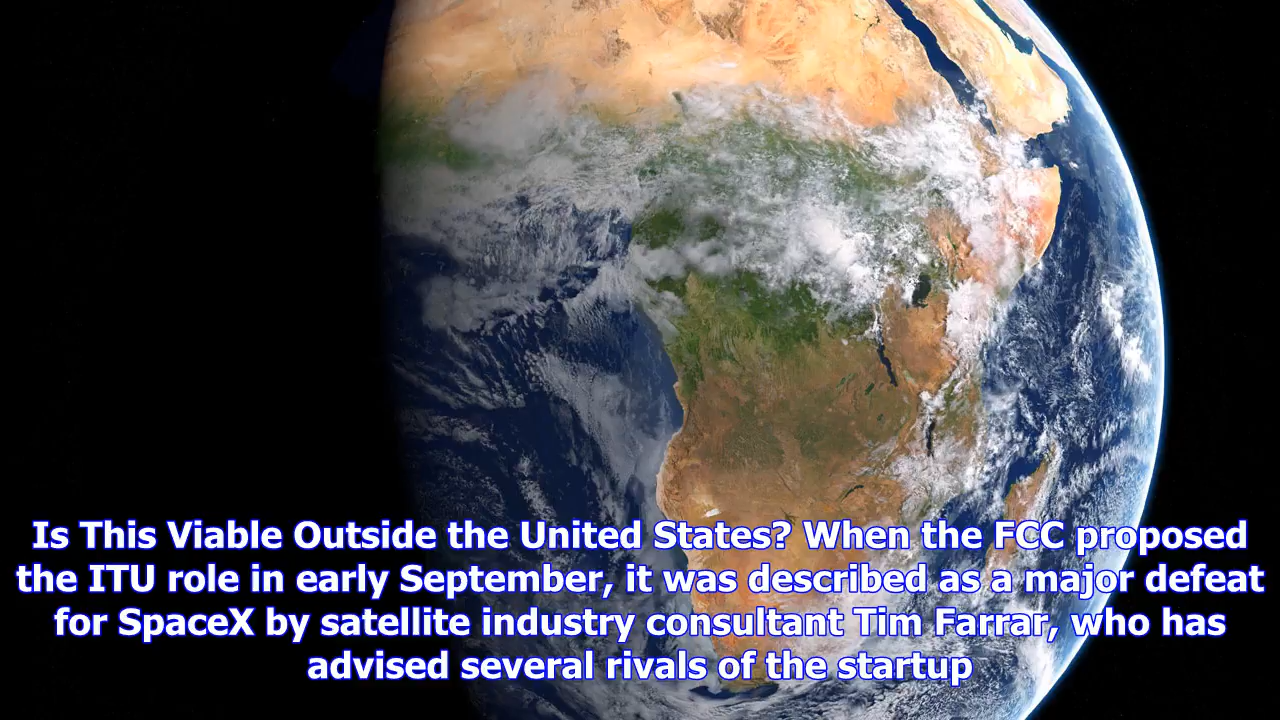 Is This Viable Outside the United States? When the FCC proposed
the ITU role in early September, it was described as a major defeat
for SpaceX by satellite industry consultant Tim Farrar, who has
advised several rivals of the startup